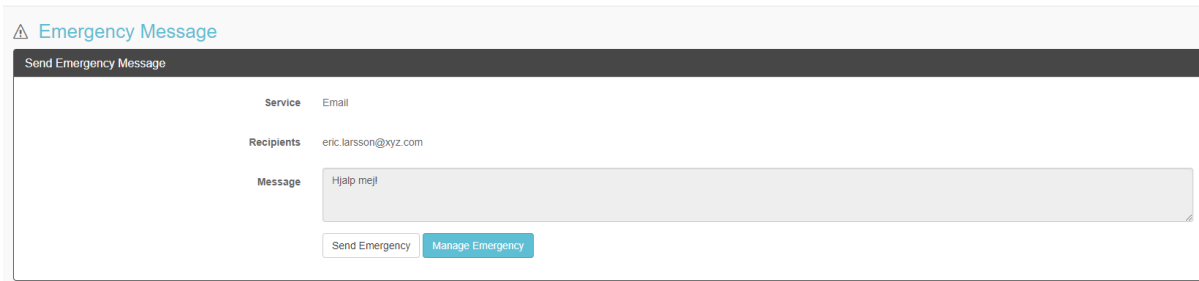 Emergency Message
Send Emergency Message
Service Email
Recipients eric.larsson@xyz.com
Message Hjalp mej!
Send Emergency Manage Emergency